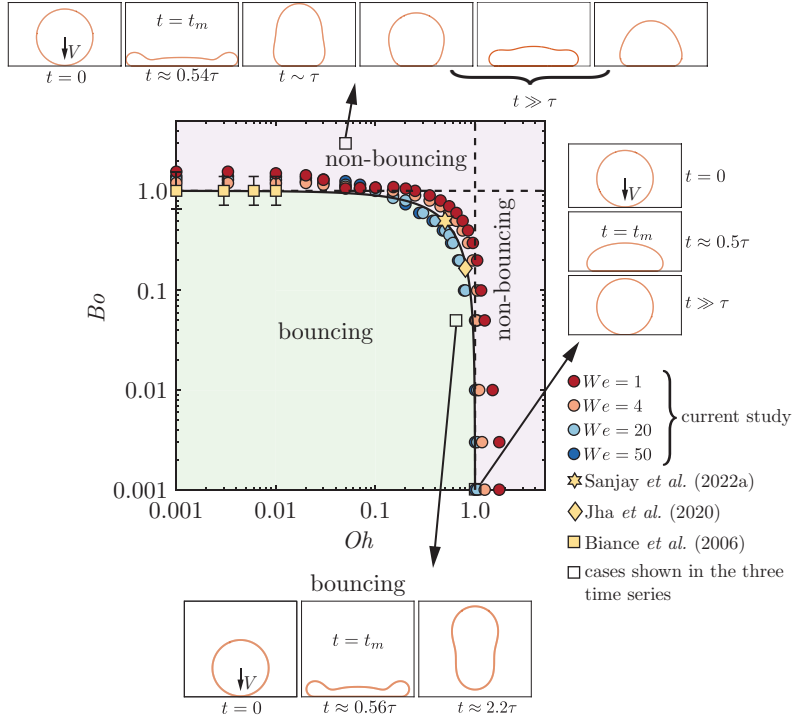 t = t_m
V
t = 0
t ≈ 0.54τ
t ∼ τ
t ≫ τ
non-bouncing
bouncing
non-bouncing
1.0
0.1
0.01
0.001
Bo
0.001
0.01
0.1
1.0
Oh
V
t = 0
t = t_m
t ≈ 0.5τ
t ≫ τ
We = 1
We = 4
We = 20
We = 50
current study
Sanjay et al. (2022a)
Jha et al. (2020)
Biance et al. (2006)
cases shown in the three
time series
bouncing
t = t_m
V
t = 0
t ≈ 0.56τ
t ≈ 2.2τ